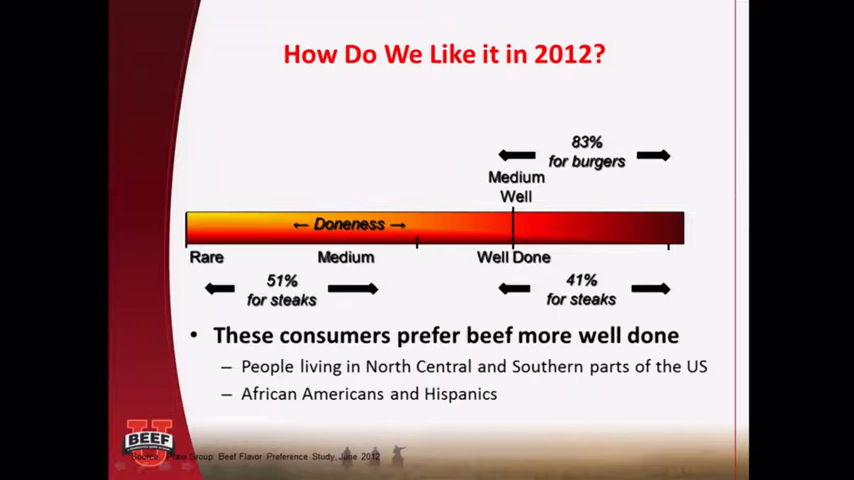 How Do We Like it in 2012?
83%
for burgers
Medium
Well
← Doneness →
Rare
Medium
Well Done
51%
for steaks
41%
for steaks
• These consumers prefer beef more well done
– People living in North Central and Southern parts of the US
– African Americans and Hispanics
BEEF
Group: Beef Flavor Preference Study, June 2012